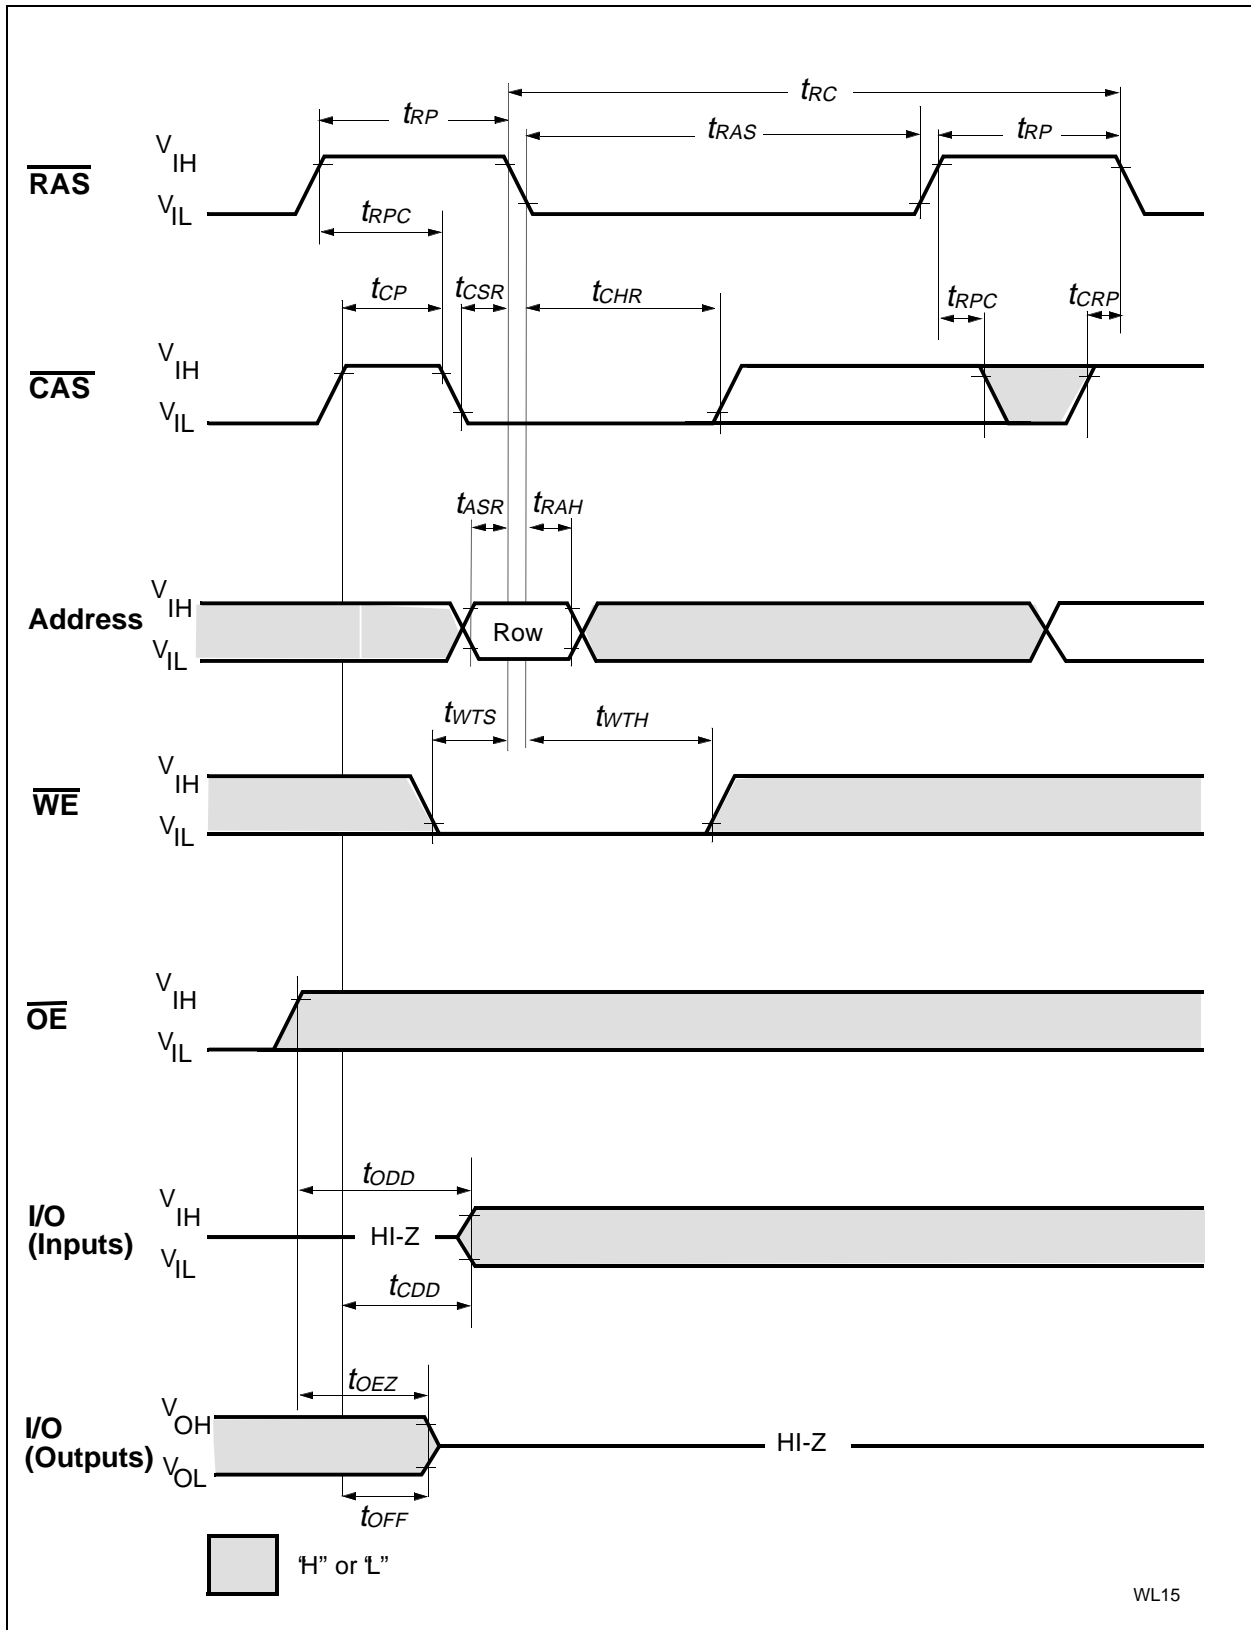 tRC
tRP
tRAS
tRP
RAS
VIH
VIL
tRPC
tCP
tCSR
tCHR
tRPC
tCRP
CAS
VIH
VIL
tASR
tRAH
Address
VIH
VIL
Row
tWTS
tWTH
WE
VIH
VIL
OE
VIH
VIL
tODD
I/O
(Inputs)
VIH
VIL
HI-Z
tCDD
tOEZ
I/O
(Outputs)
VOH
VOL
HI-Z
tOFF
“H” or “L”
WL15